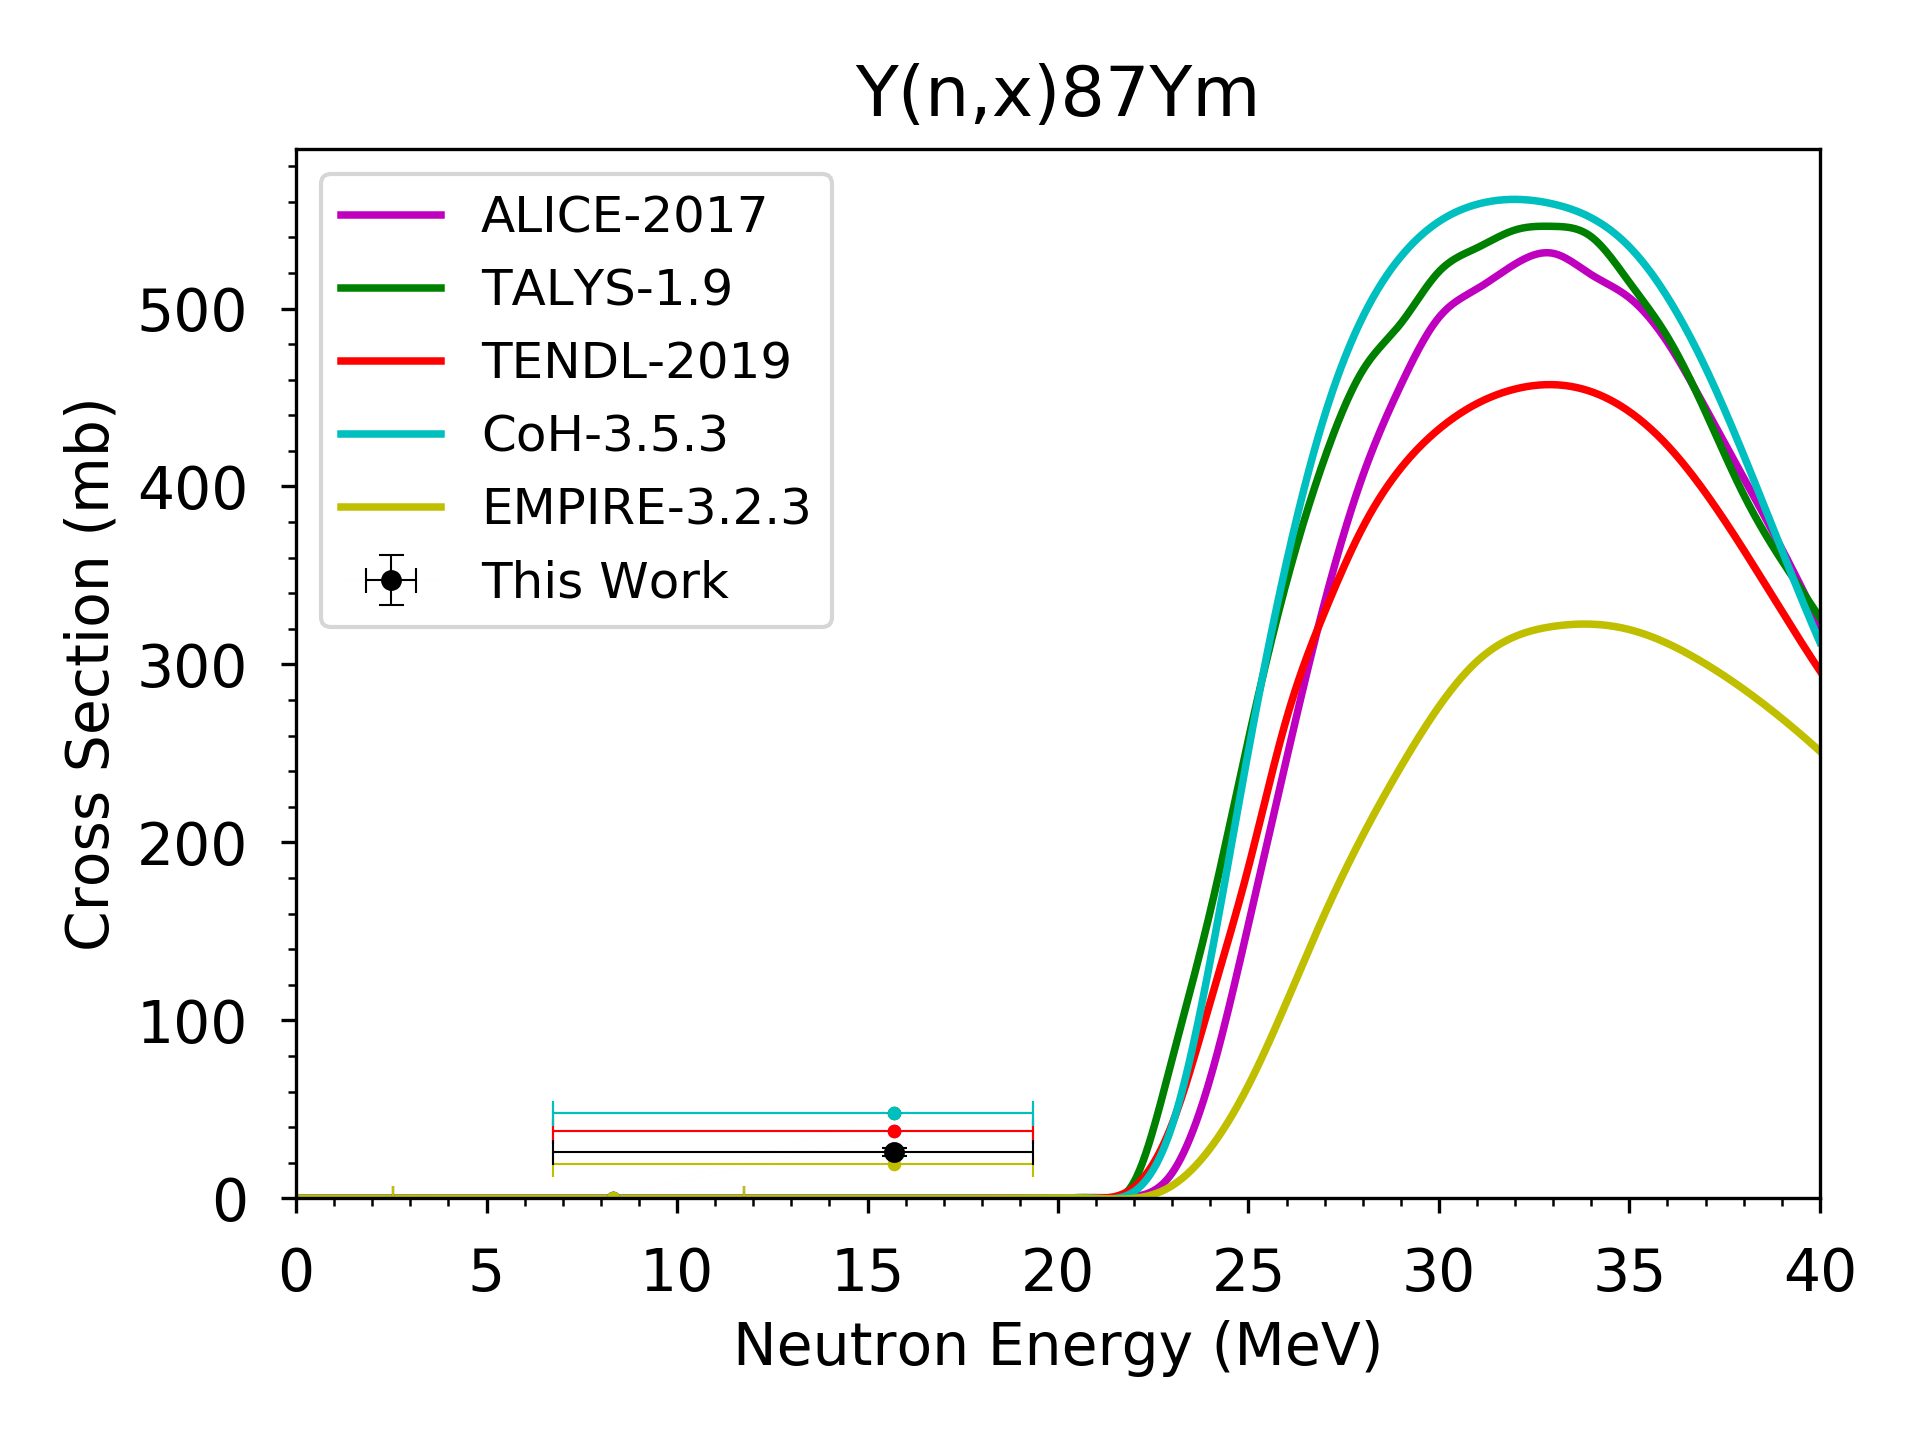 Y(n,x)87Ym
ALICE-2017
TALYS-1.9
TENDL-2019
CoH-3.5.3
EMPIRE-3.2.3
This Work
Cross Section (mb)
500
400
300
200
100
0
0 5 10 15 20 25 30 35 40
Neutron Energy (MeV)